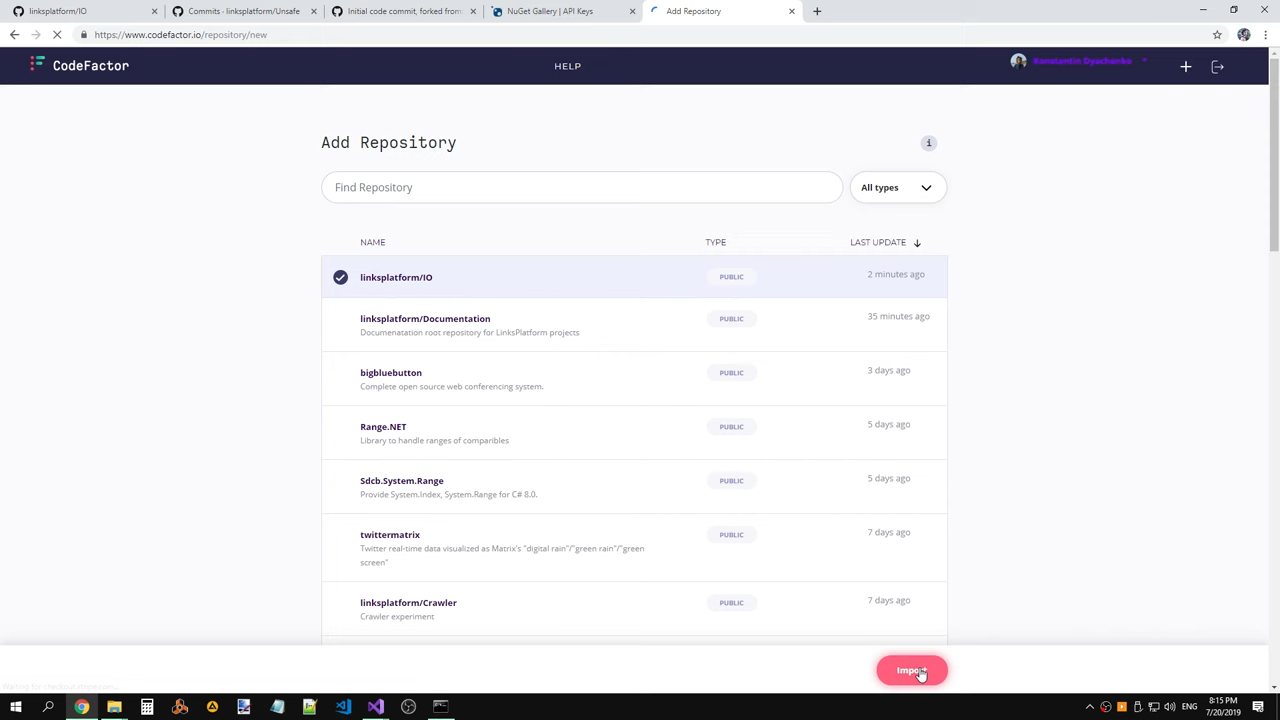 linksplatform/IO
Commits · linksplatform/Unsafe
Initial code commit, forked from
NuGet Gallery | API Keys
Add Repository
https://www.codefactor.io/repository/new
CodeFactor
HELP
Konstantin Dyachenko
Add Repository
Find Repository
All types
NAME
TYPE
LAST UPDATE
linksplatform/IO
PUBLIC
2 minutes ago
linksplatform/Documentation
PUBLIC
35 minutes ago
Documenatation root repository for LinksPlatform projects
bigbluebutton
PUBLIC
3 days ago
Complete open source web conferencing system.
Range.NET
PUBLIC
5 days ago
Library to handle ranges of comparibles
Sdcb.System.Range
PUBLIC
5 days ago
Provide System.Index, System.Range for C# 8.0.
twittermatrix
PUBLIC
7 days ago
Twitter real-time data visualized as Matrix's "digital rain"/"green rain"/"green
screen"
linksplatform/Crawler
PUBLIC
7 days ago
Crawler experiment
Import
ENG
8:15 PM
7/20/2019